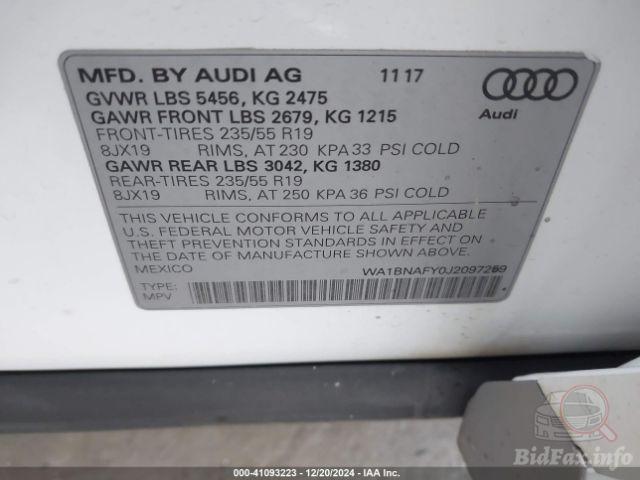 MFD. BY AUDI AG 11 17
GVWR LBS 5456, KG 2475
GAWR FRONT LBS 2679, KG 1215
FRONT-TIRES 235/55 R19
8JX19 RIMS, AT 230 KPA 33 PSI COLD
GAWR REAR LBS 3042, KG 1380
REAR-TIRES 235/55 R19
8JX19 RIMS, AT 250 KPA 36 PSI COLD
Audi
THIS VEHICLE CONFORMS TO ALL APPLICABLE
U.S. FEDERAL MOTOR VEHICLE SAFETY AND
THEFT PREVENTION STANDARDS IN EFFECT ON
THE DATE OF MANUFACTURE SHOWN ABOVE.
MEXICO
TYPE:
MPV
BidFax.info
000-41093223 - 12/20/2024 - IAA Inc.